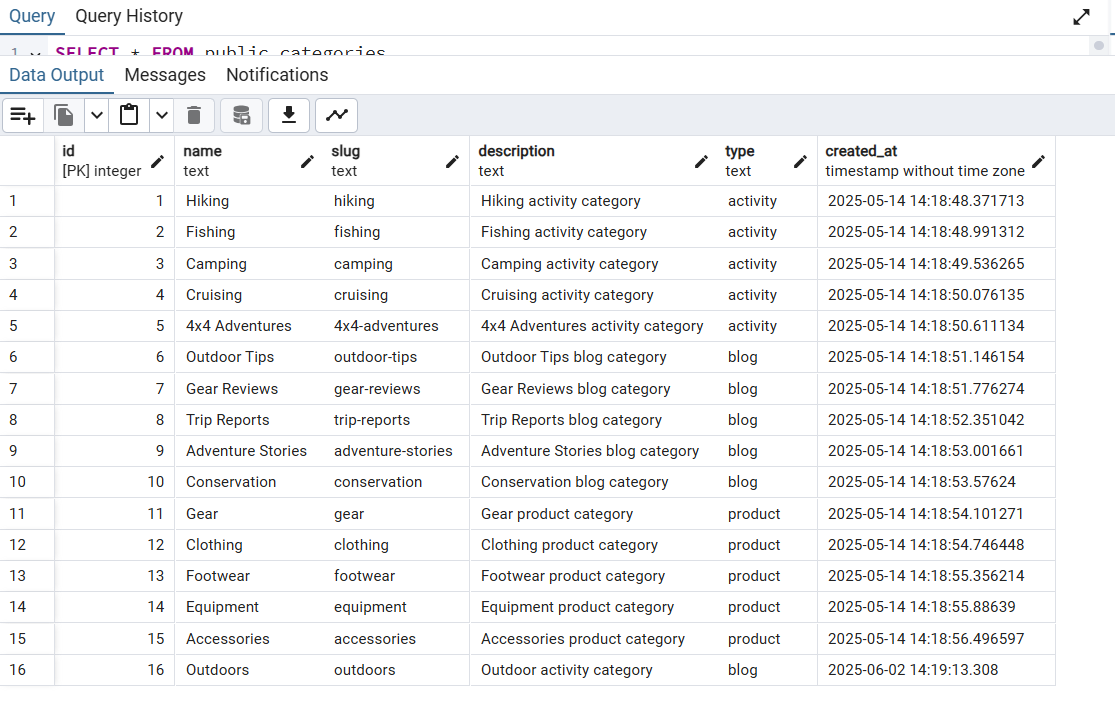 Query Query History
1 SELECT * FROM public.categories
Data Output Messages Notifications
id name slug description type created_at
[PK] integer text text text text timestamp without time zone
1 1 Hiking hiking Hiking activity category activity 2025-05-14 14:18:48.371713
2 2 Fishing fishing Fishing activity category activity 2025-05-14 14:18:48.991312
3 3 Camping camping Camping activity category activity 2025-05-14 14:18:49.536265
4 4 Cruising cruising Cruising activity category activity 2025-05-14 14:18:50.076135
5 5 4x4 Adventures 4x4-adventures 4x4 Adventures activity category activity 2025-05-14 14:18:50.611134
6 6 Outdoor Tips outdoor-tips Outdoor Tips blog category blog 2025-05-14 14:18:51.146154
7 7 Gear Reviews gear-reviews Gear Reviews blog category blog 2025-05-14 14:18:51.776274
8 8 Trip Reports trip-reports Trip Reports blog category blog 2025-05-14 14:18:52.351042
9 9 Adventure Stories adventure-stories Adventure Stories blog category blog 2025-05-14 14:18:53.001661
10 10 Conservation conservation Conservation blog category blog 2025-05-14 14:18:53.57624
11 11 Gear gear Gear product category product 2025-05-14 14:18:54.101271
12 12 Clothing clothing Clothing product category product 2025-05-14 14:18:54.746448
13 13 Footwear footwear Footwear product category product 2025-05-14 14:18:55.356214
14 14 Equipment equipment Equipment product category product 2025-05-14 14:18:55.88639
15 15 Accessories accessories Accessories product category product 2025-05-14 14:18:56.496597
16 16 Outdoors outdoors Outdoor activity category blog 2025-06-02 14:19:13.308